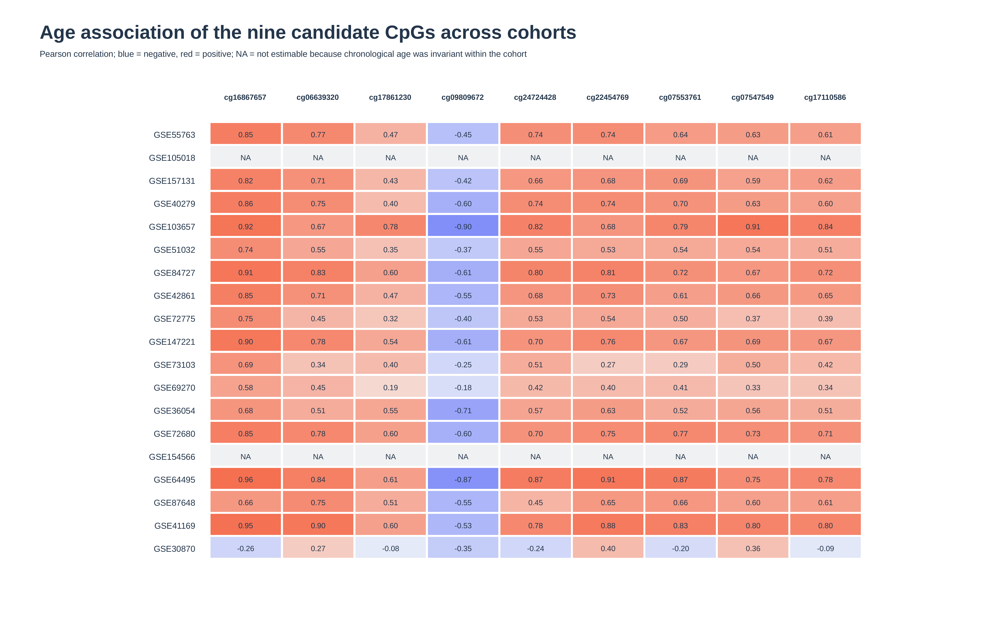 Age association of the nine candidate CpGs across cohorts
Pearson correlation; blue = negative, red = positive; NA = not estimable because chronological age was invariant within the cohort
cg16867657 cg06639320 cg17861230 cg09809672 cg24724428 cg22454769 cg07553761 cg07547549 cg17110586
GSE55763 0.85 0.77 0.47 -0.45 0.74 0.74 0.64 0.63 0.61
GSE105018 NA NA NA NA NA NA NA NA NA
GSE157131 0.82 0.71 0.43 -0.42 0.66 0.68 0.69 0.59 0.62
GSE40279 0.86 0.75 0.40 -0.60 0.74 0.74 0.70 0.63 0.60
GSE103657 0.92 0.67 0.78 -0.90 0.82 0.68 0.79 0.91 0.84
GSE51032 0.74 0.55 0.35 -0.37 0.55 0.53 0.54 0.54 0.51
GSE84727 0.91 0.83 0.60 -0.61 0.80 0.81 0.72 0.67 0.72
GSE42861 0.85 0.71 0.47 -0.55 0.68 0.73 0.61 0.66 0.65
GSE72775 0.75 0.45 0.32 -0.40 0.53 0.54 0.50 0.37 0.39
GSE147221 0.90 0.78 0.54 -0.61 0.70 0.76 0.67 0.69 0.67
GSE73103 0.69 0.34 0.40 -0.25 0.51 0.27 0.29 0.50 0.42
GSE69270 0.58 0.45 0.19 -0.18 0.42 0.40 0.41 0.33 0.34
GSE36054 0.68 0.51 0.55 -0.71 0.57 0.63 0.52 0.56 0.51
GSE72680 0.85 0.78 0.60 -0.60 0.70 0.75 0.77 0.73 0.71
GSE154566 NA NA NA NA NA NA NA NA NA
GSE64495 0.96 0.84 0.61 -0.87 0.87 0.91 0.87 0.75 0.78
GSE87648 0.66 0.75 0.51 -0.55 0.45 0.65 0.66 0.60 0.61
GSE41169 0.95 0.90 0.60 -0.53 0.78 0.88 0.83 0.80 0.80
GSE30870 -0.26 0.27 -0.08 -0.35 -0.24 0.40 -0.20 0.36 -0.09